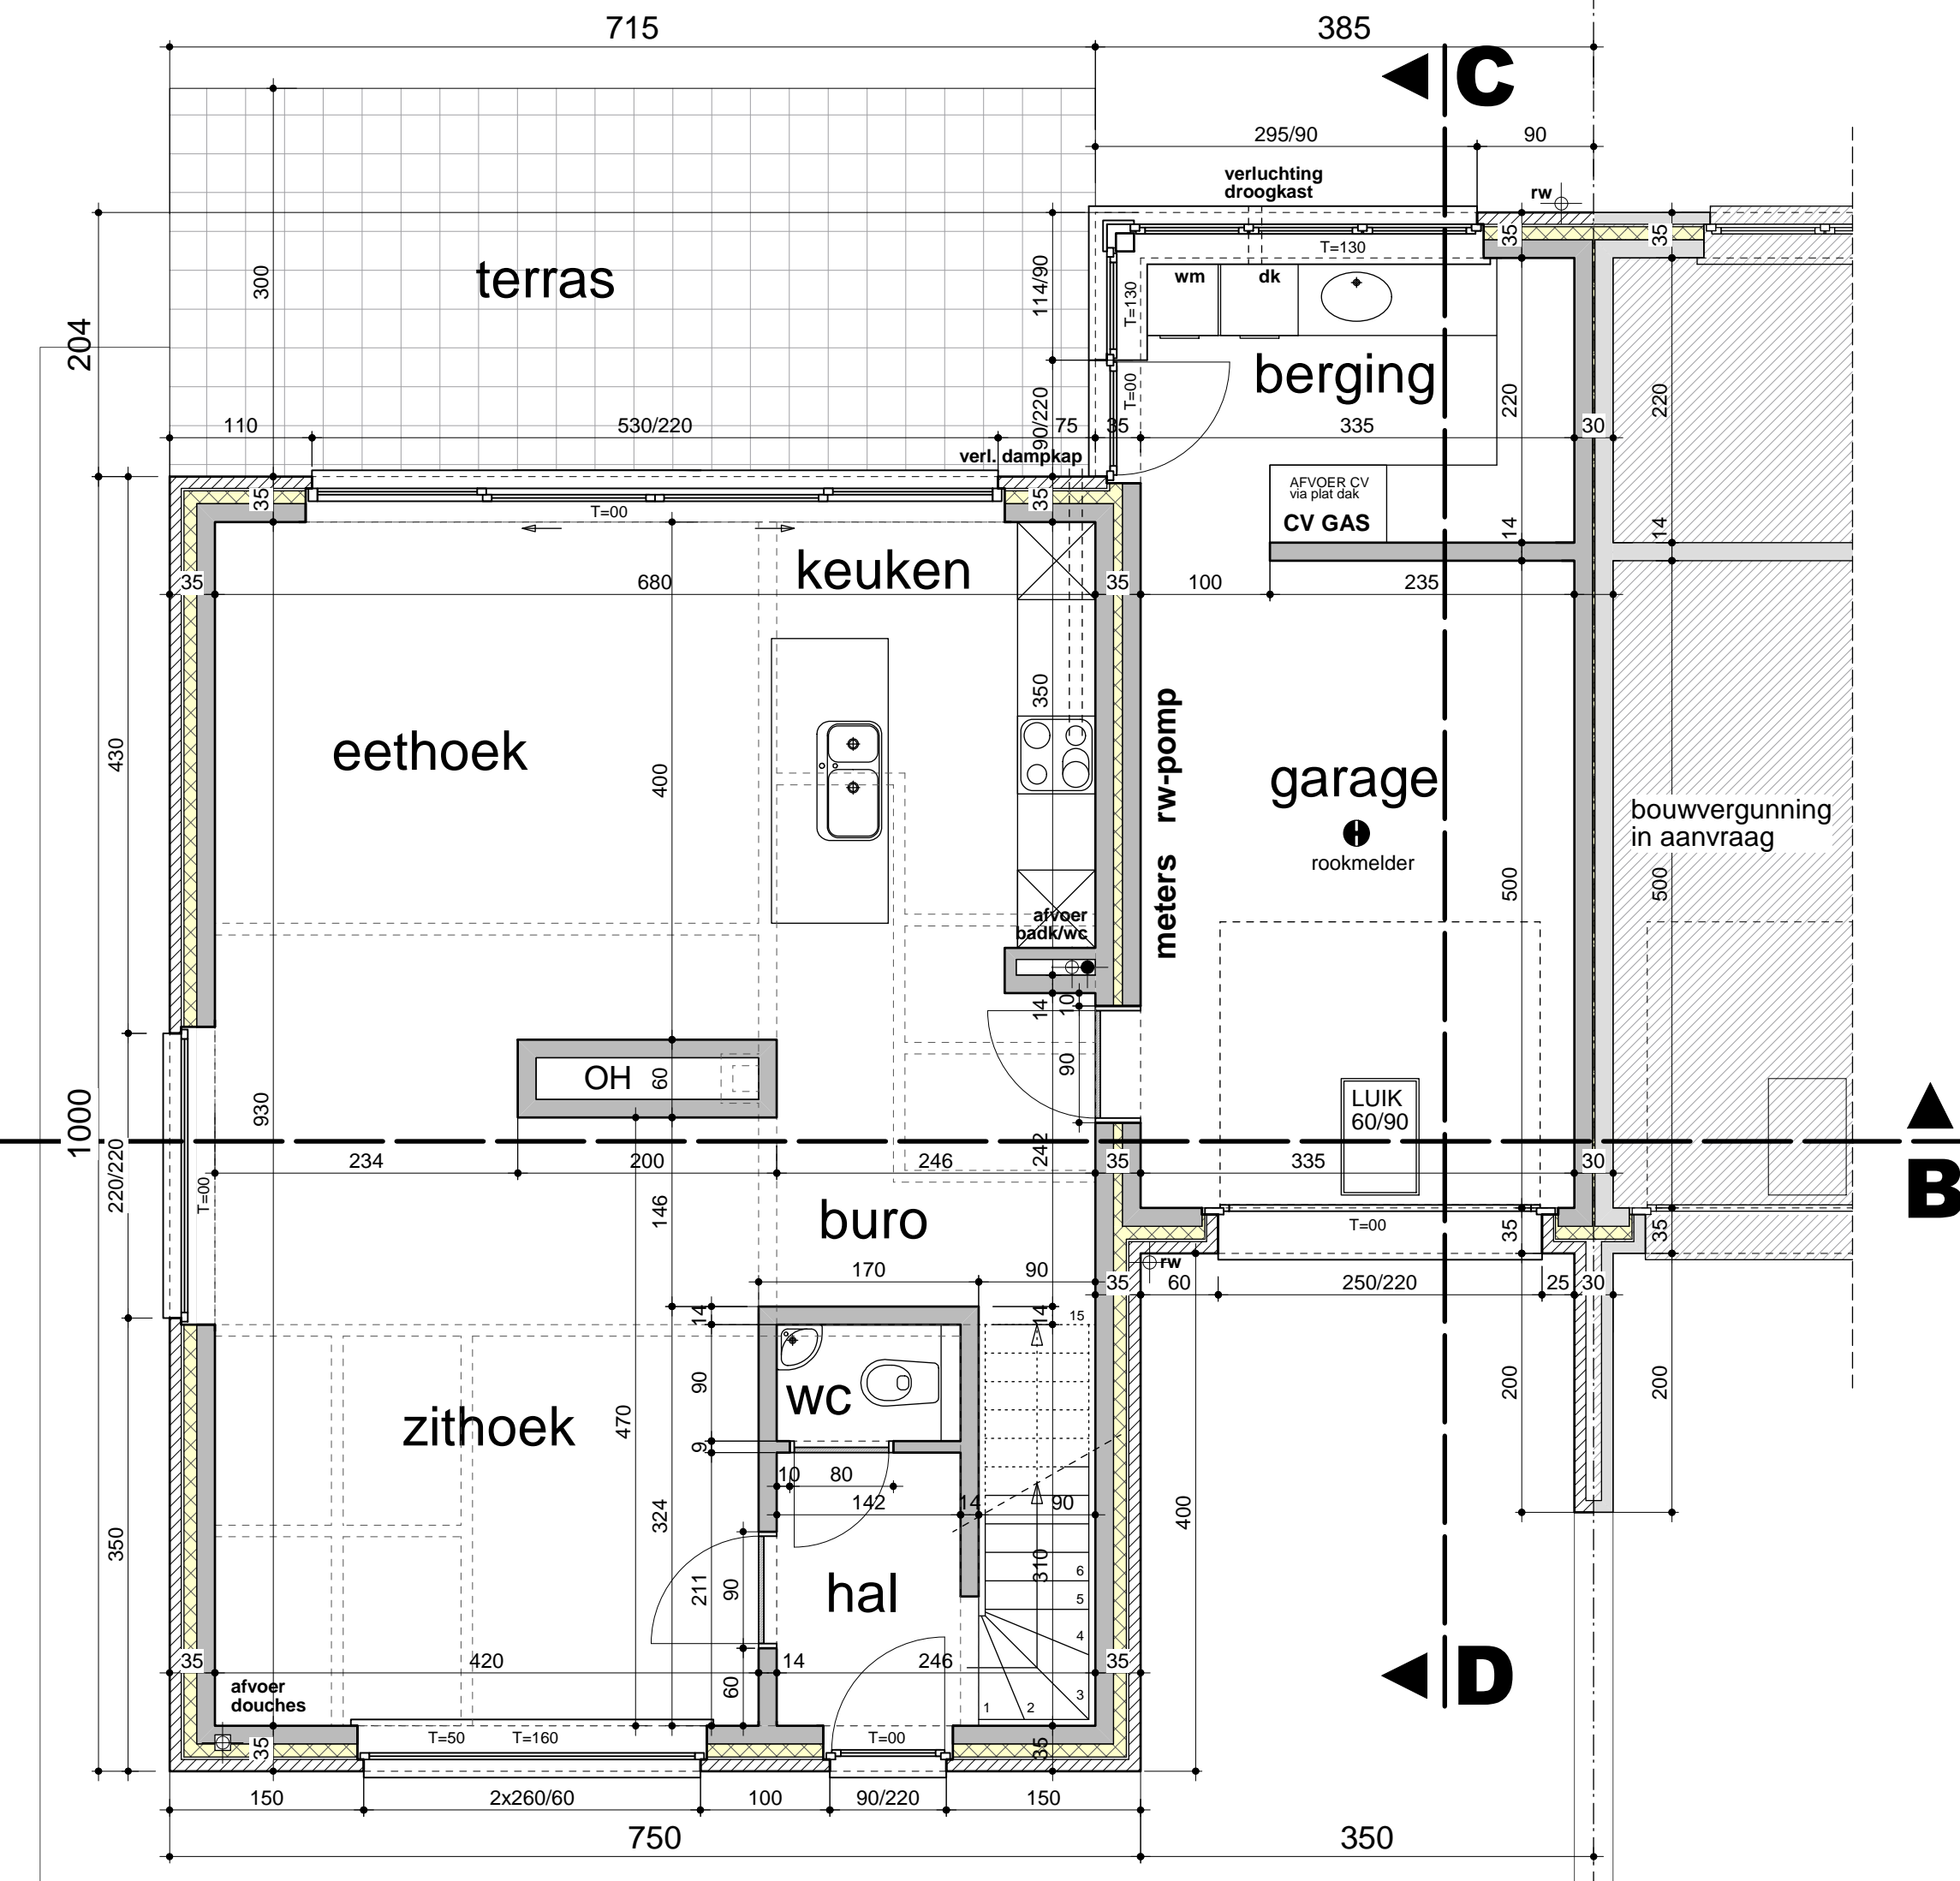 715
385
C
295/90
90
verluchting
droogkast
rw
35
35
T=130
300
terras
114/90
T=130
wm
dk
204
berging
T=00
220
220
110
530/220
90/220
75
35
335
30
verl. dampkap
35
35
AFVOER CV
via plat dak
CV GAS
14
14
T=00
keuken
35
680
35
100
235
430
eethoek
400
350
meters rw-pomp
garage
rookmelder
bouwvergunning
in aanvraag
500
500
afvoer
badk/wc
14
10
OH
60
90
LUIK
60/90
1000
930
220/220
242
B
234
200
246
35
335
30
T=00
146
buro
T=00
35
35
rw
170
90
35
60
250/220
25
30
14
14
15
90
wc
200
200
zithoek
470
9
10
80
142
14
90
324
400
350
211
90
hal
310
6
5
4
35
420
14
246
35
D
afvoer
douches
60
1
2
3
35
T=50
T=160
T=00
35
150
2x260/60
100
90/220
150
750
350